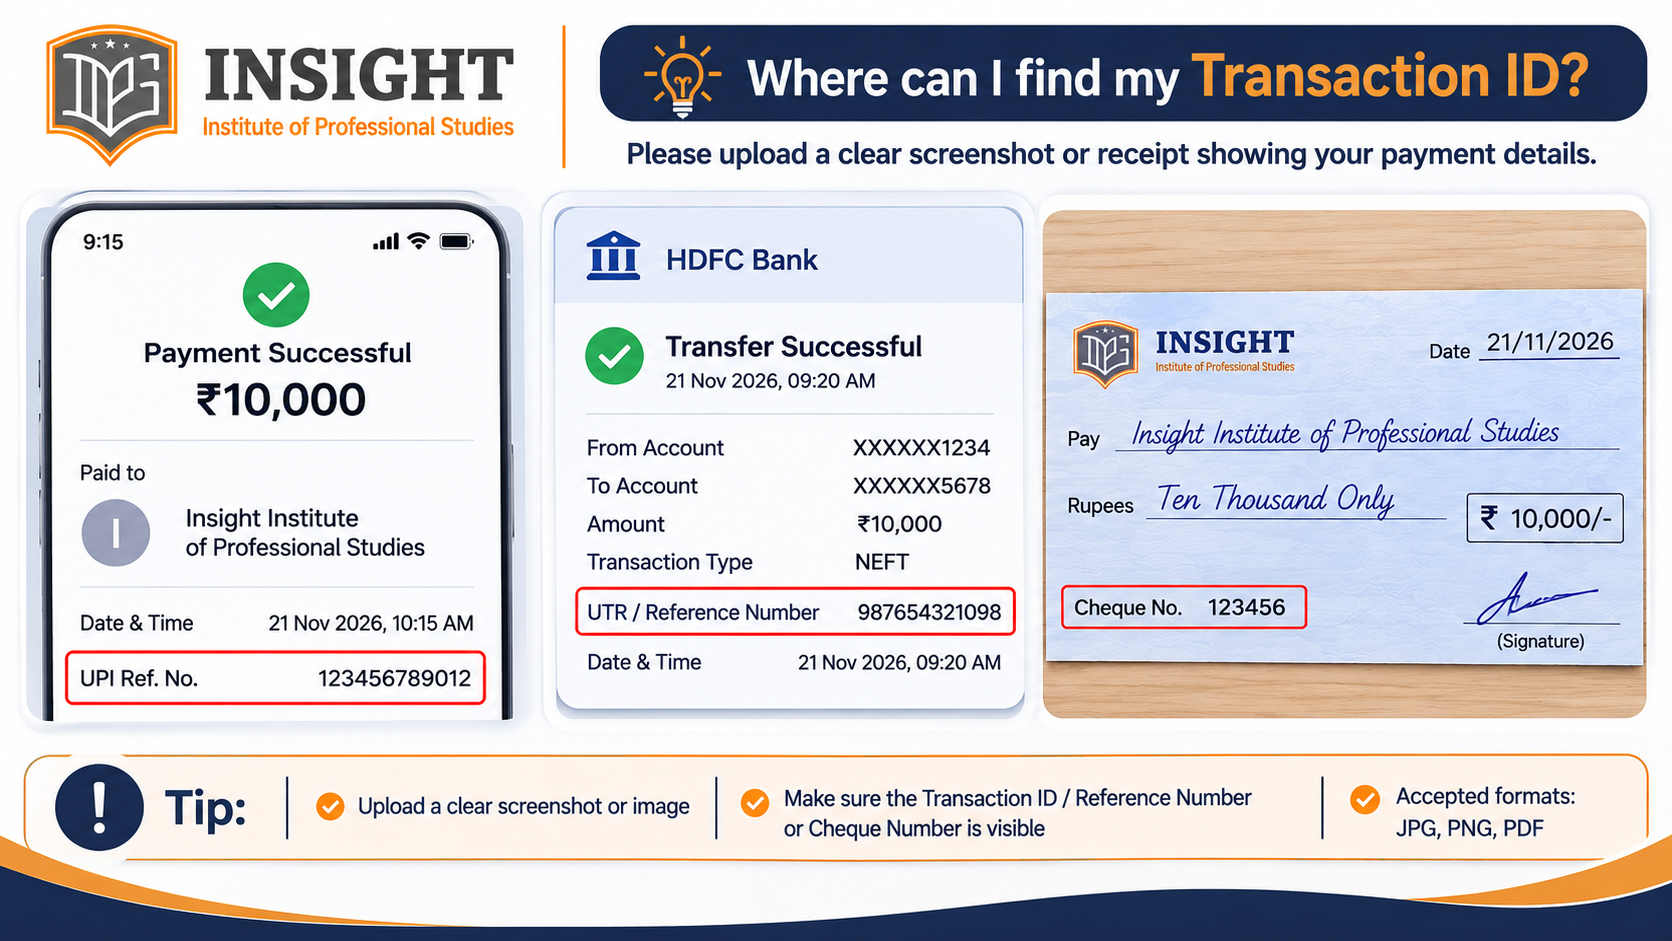 INSIGHT
Institute of Professional Studies
Where can I find my Transaction ID?
Please upload a clear screenshot or receipt showing your payment details.
9:15
Payment Successful
₹10,000
Paid to
I
Insight Institute
of Professional Studies
Date & Time 21 Nov 2026, 10:15 AM
UPI Ref. No. 123456789012
HDFC Bank
Transfer Successful
21 Nov 2026, 09:20 AM
From Account XXXXXX1234
To Account XXXXXX5678
Amount ₹10,000
Transaction Type NEFT
UTR / Reference Number 987654321098
Date & Time 21 Nov 2026, 09:20 AM
INSIGHT
Institute of Professional Studies
Date 21/11/2026
Pay Insight Institute of Professional Studies
Rupees Ten Thousand Only
₹ 10,000/-
Cheque No. 123456
(Signature)
! Tip:
Upload a clear screenshot or image
Make sure the Transaction ID / Reference Number
or Cheque Number is visible
Accepted formats:
JPG, PNG, PDF